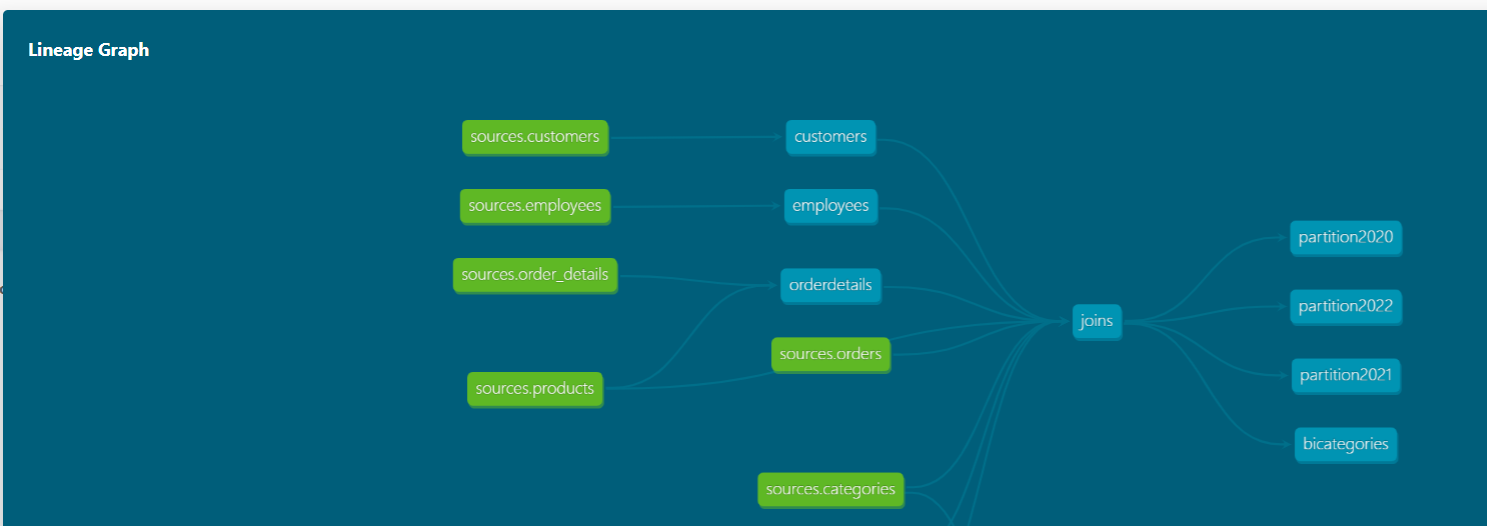 Lineage Graph
sources.customers
customers
sources.employees
employees
partition2020
sources.order_details
orderdetails
partition2022
joins
sources.orders
partition2021
sources.products
bicategories
sources.categories